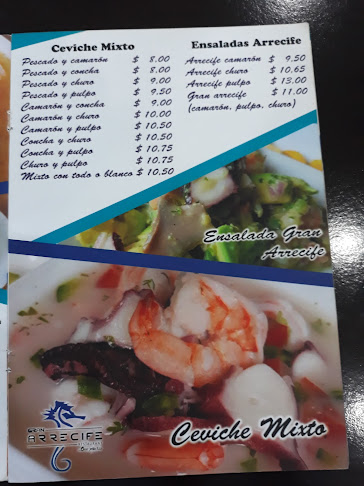 Ceviche Mixto
Pescado y camarón $ 8.00
Pescado y concha $ 8.00
Pescado y churo $ 9.00
Pescado y pulpo $ 9.50
Camarón y concha $ 9.00
Camarón y churo $ 10.00
Camarón y pulpo $ 10.50
Concha y churo $ 10.50
Concha y pulpo $ 10.75
Churo y pulpo $ 10.75
Mixto con todo o blanco $ 10.50
Ensaladas Arrecife
Arrecife camarón $ 9.50
Arrecife churo $ 10.65
Arrecife pulpo $ 13.00
Gran arrecife $ 11.00
(camarón, pulpo, churo)
Ensalada Gran
Arrecife
GRAN
ARRECIFE
Ceviche Mixto